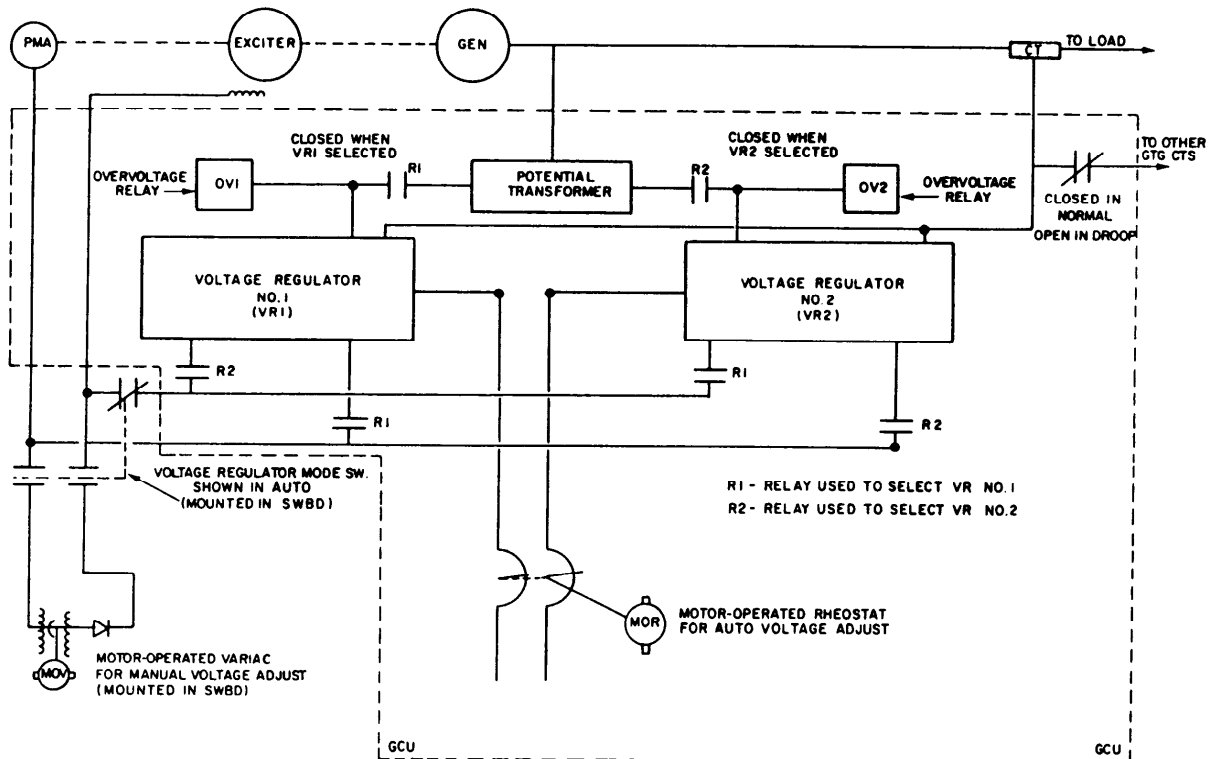 PMA
EXCITER
GEN
CT
TO LOAD
CLOSED WHEN
VR1 SELECTED
CLOSED WHEN
VR2 SELECTED
TO OTHER
GTG CTS
OVERVOLTAGE
RELAY
OV1
R1
POTENTIAL
TRANSFORMER
R2
OV2
OVERVOLTAGE
RELAY
CLOSED IN
NORMAL
OPEN IN DROOP
VOLTAGE REGULATOR
NO.1
(VR1)
VOLTAGE REGULATOR
NO.2
(VR2)
R2
R1
R1
R2
VOLTAGE REGULATOR MODE SW.
SHOWN IN AUTO
(MOUNTED IN SWBD)
R1 - RELAY USED TO SELECT VR NO.1
R2 - RELAY USED TO SELECT VR NO.2
MOR
MOTOR-OPERATED RHEOSTAT
FOR AUTO VOLTAGE ADJUST
MOV
MOTOR-OPERATED VARIAC
FOR MANUAL VOLTAGE ADJUST
(MOUNTED IN SWBD)
GCU
GCU